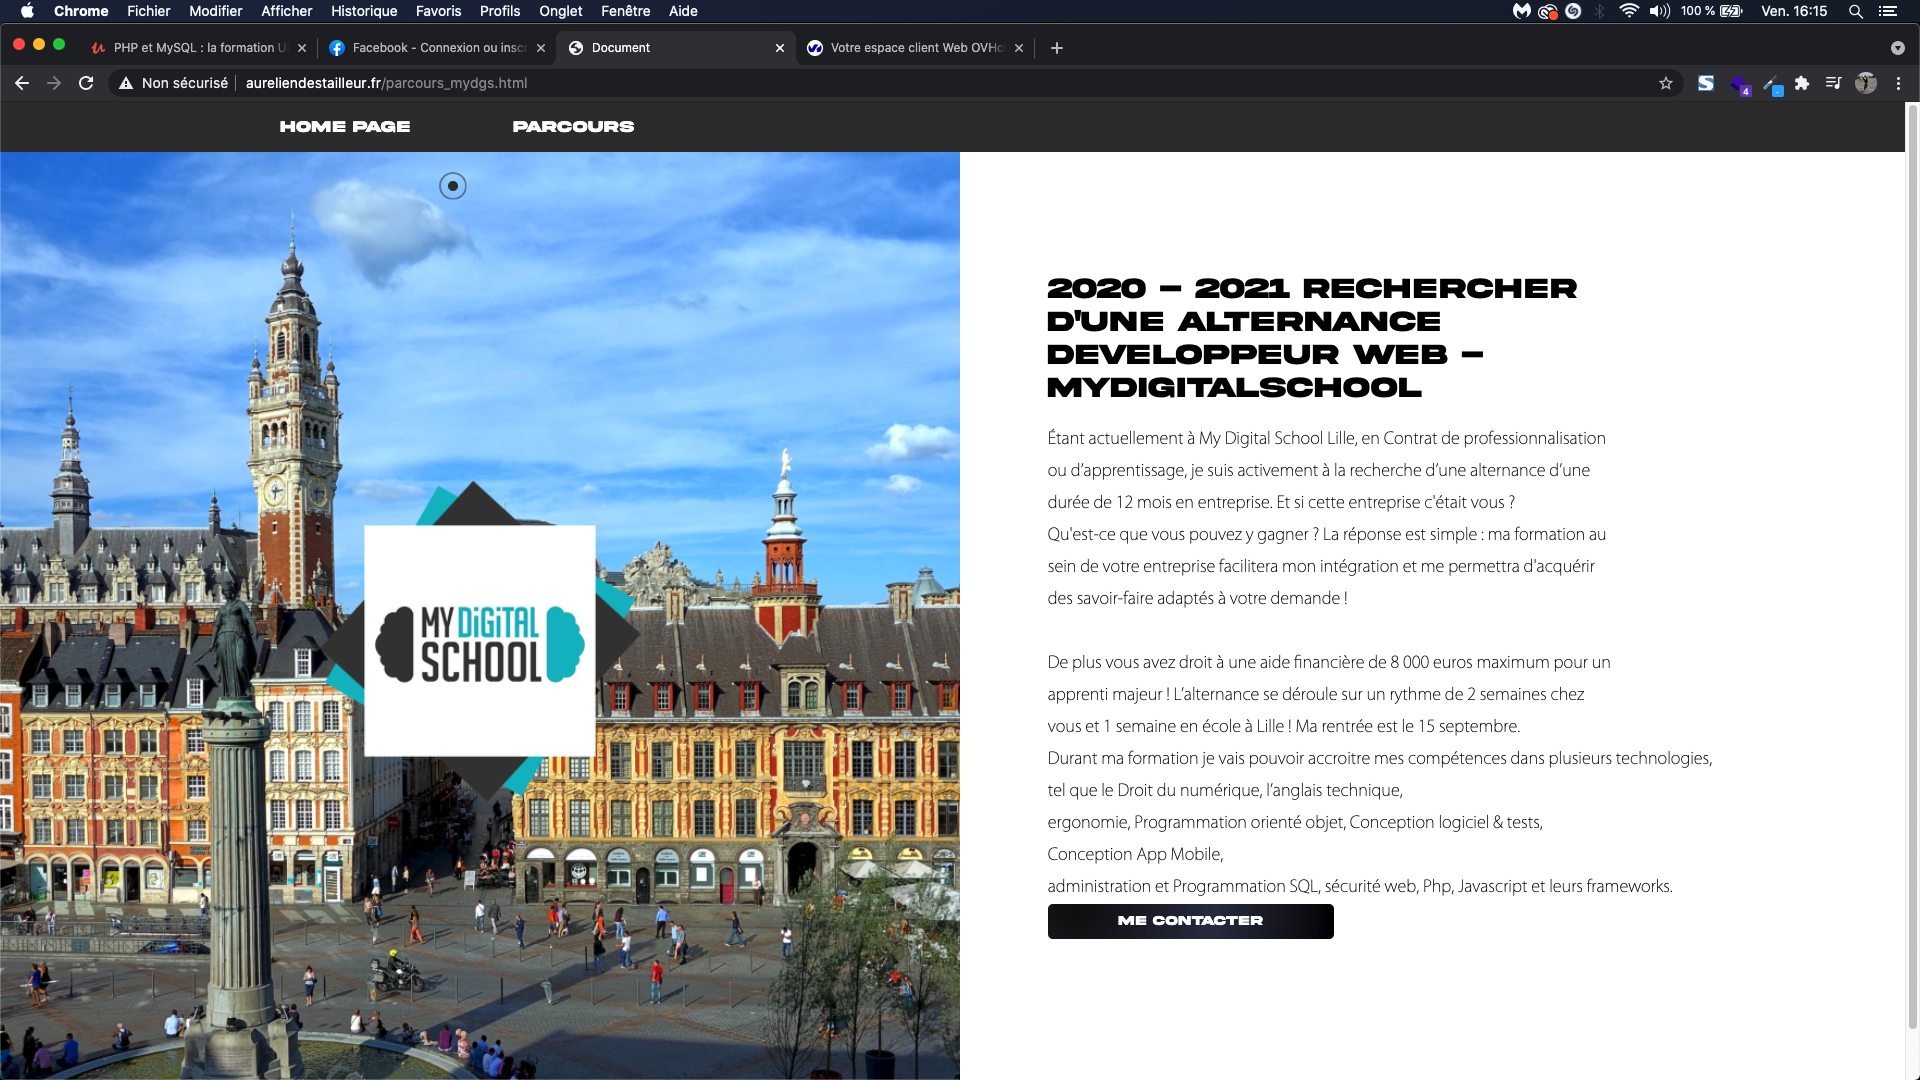 Chrome Fichier Modifier Afficher Historique Favoris Profils Onglet Fenêtre Aide 100 % Ven. 16:15
PHP et MySQL : la formation U
Facebook - Connexion ou inscr
Document
Votre espace client Web OVHc
Non sécurisé aureliendestailleur.fr/parcours_mydgs.html
4
HOME PAGE PARCOURS
MY DiGiTAL
SCHOOL
2020 – 2021 RECHERCHER
D'UNE ALTERNANCE
DEVELOPPEUR WEB –
MYDIGITALSCHOOL
Étant actuellement à My Digital School Lille, en Contrat de professionnalisation
ou d’apprentissage, je suis activement à la recherche d’une alternance d’une
durée de 12 mois en entreprise. Et si cette entreprise c'était vous ?
Qu'est-ce que vous pouvez y gagner ? La réponse est simple : ma formation au
sein de votre entreprise facilitera mon intégration et me permettra d'acquérir
des savoir-faire adaptés à votre demande !
De plus vous avez droit à une aide financière de 8 000 euros maximum pour un
apprenti majeur ! L’alternance se déroule sur un rythme de 2 semaines chez
vous et 1 semaine en école à Lille ! Ma rentrée est le 15 septembre.
Durant ma formation je vais pouvoir accroitre mes compétences dans plusieurs technologies,
tel que le Droit du numérique, l’anglais technique,
ergonomie, Programmation orienté objet, Conception logiciel & tests,
Conception App Mobile,
administration et Programmation SQL, sécurité web, Php, Javascript et leurs frameworks.
ME CONTACTER